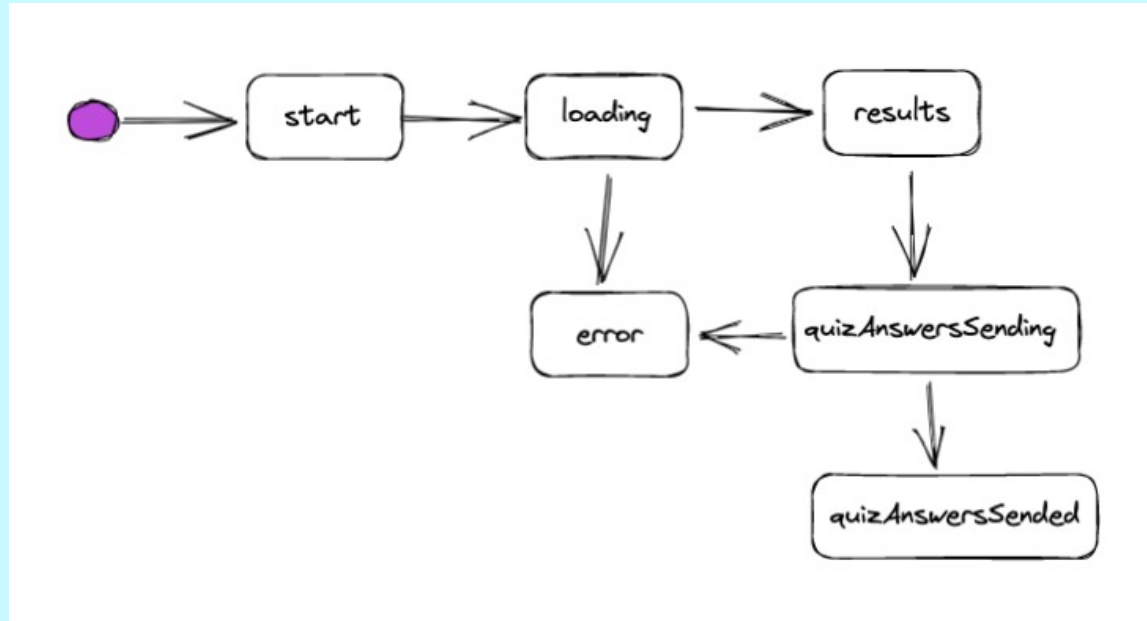 start
loading
results
error
quizAnswersSending
quizAnswersSended